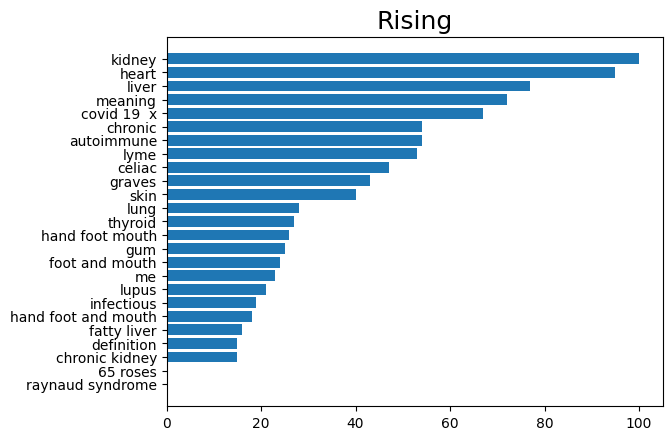 Rising
kidney
heart
liver
meaning
covid 19  x
chronic
autoimmune
lyme
celiac
graves
skin
lung
thyroid
hand foot mouth
gum
foot and mouth
me
lupus
infectious
hand foot and mouth
fatty liver
definition
chronic kidney
65 roses
raynaud syndrome
0 20 40 60 80 100